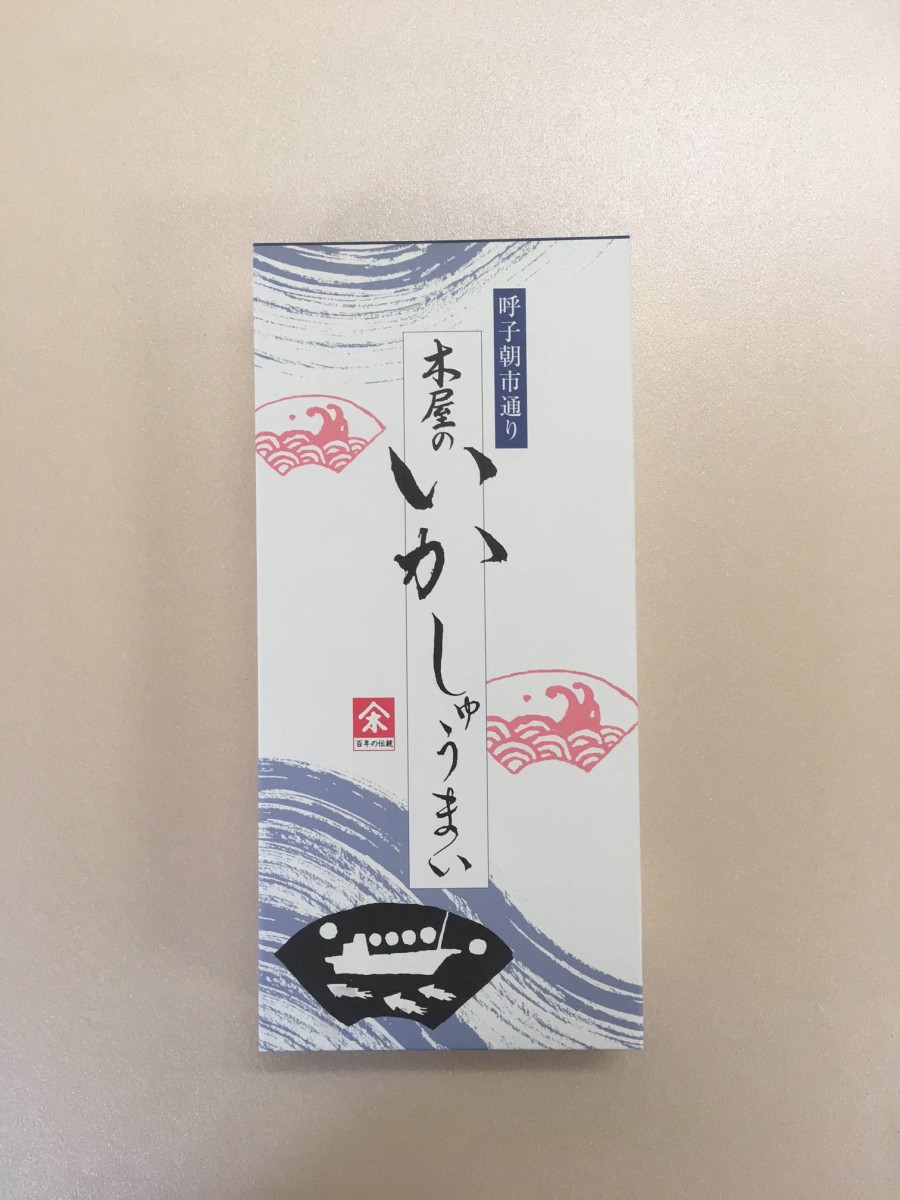 呼子朝市通り
木屋の
いかしゅうまい
木
百年の伝統